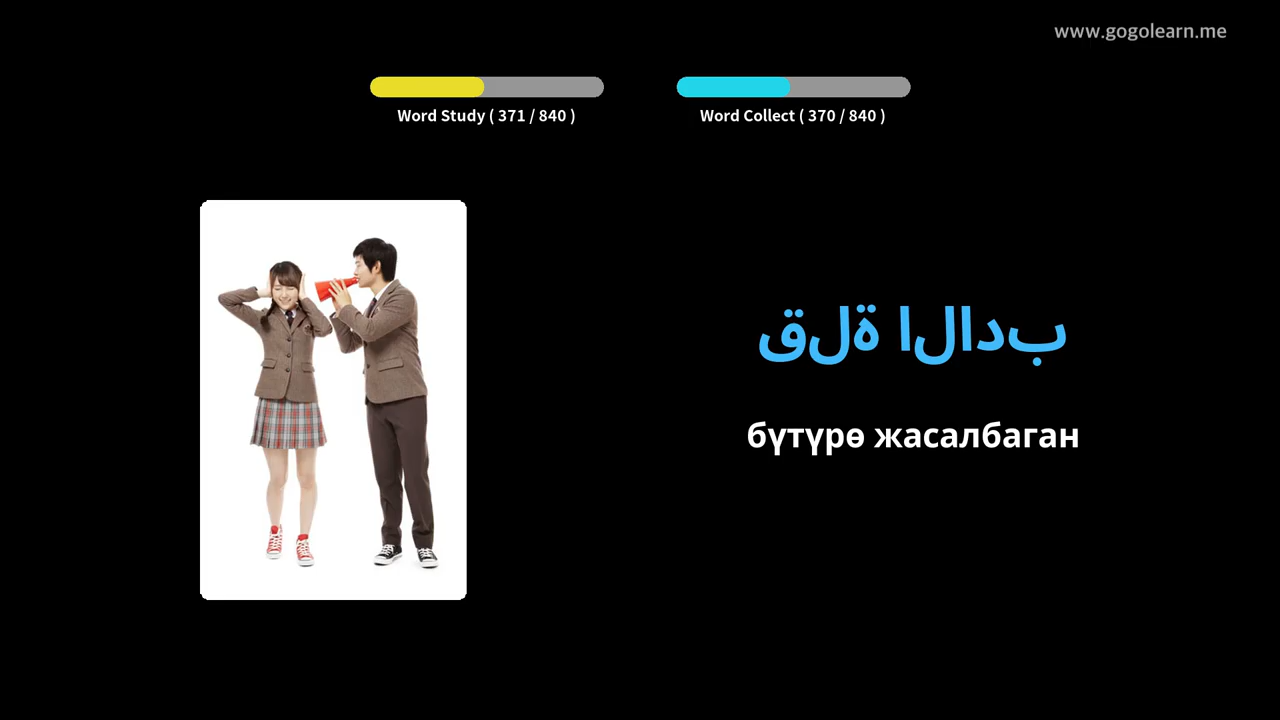 www.gogolearn.me
Word Study ( 371 / 840 )
Word Collect ( 370 / 840 )
قلة الادب
бүтүрө жасалбаган